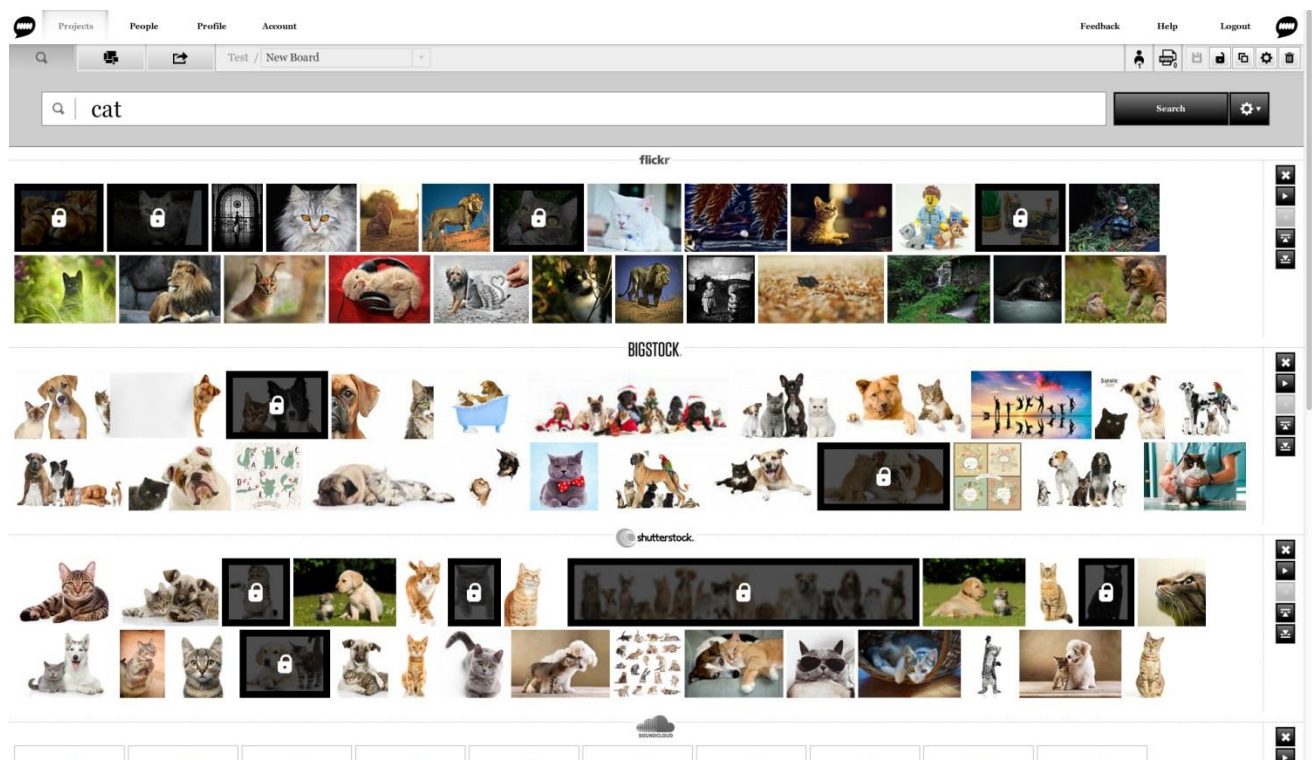 Projects People Profile Account Feedback Help Logout
Test / New Board
cat
Search
flickr
BIGSTOCK
shutterstock.
SOUNDCLOUD